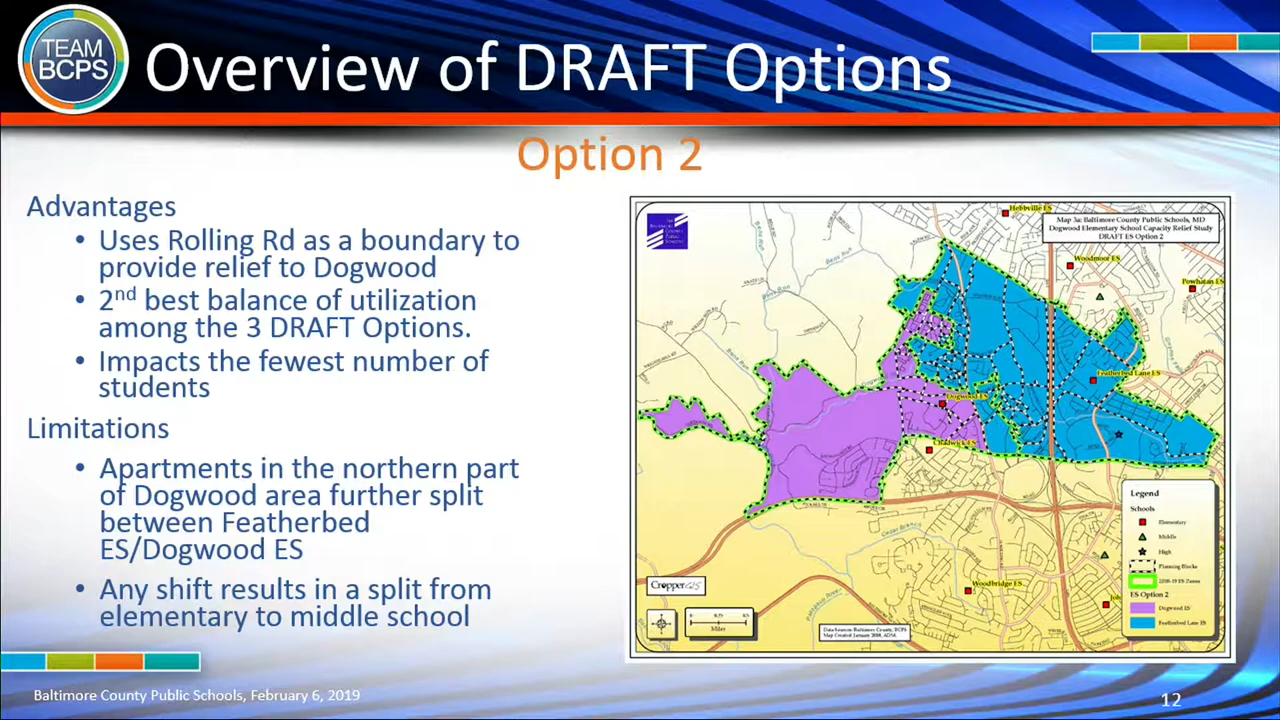 TEAM
BCPS
Overview of DRAFT Options
Option 2
Advantages
• Uses Rolling Rd as a boundary to
provide relief to Dogwood
• 2nd best balance of utilization
among the 3 DRAFT Options.
• Impacts the fewest number of
students
Limitations
• Apartments in the northern part
of Dogwood area further split
between Featherbed
ES/Dogwood ES
• Any shift results in a split from
elementary to middle school
Map 3a: Baltimore County Public Schools, MD
Dogwood Elementary School Capacity Relief Study
DRAFT ES Option 2
Hebbville ES
Woodmoor ES
Powhatan ES
Featherbed Lane ES
Dogwood ES
Chadwick ES
Woodbridge ES
Cropper GIS
Miles
Legend
Schools
Elementary
Middle
High
Planning Blocks
2018-19 ES Zones
ES Option 2
Dogwood ES
Featherbed Lane ES
Baltimore County Public Schools, February 6, 2019
12